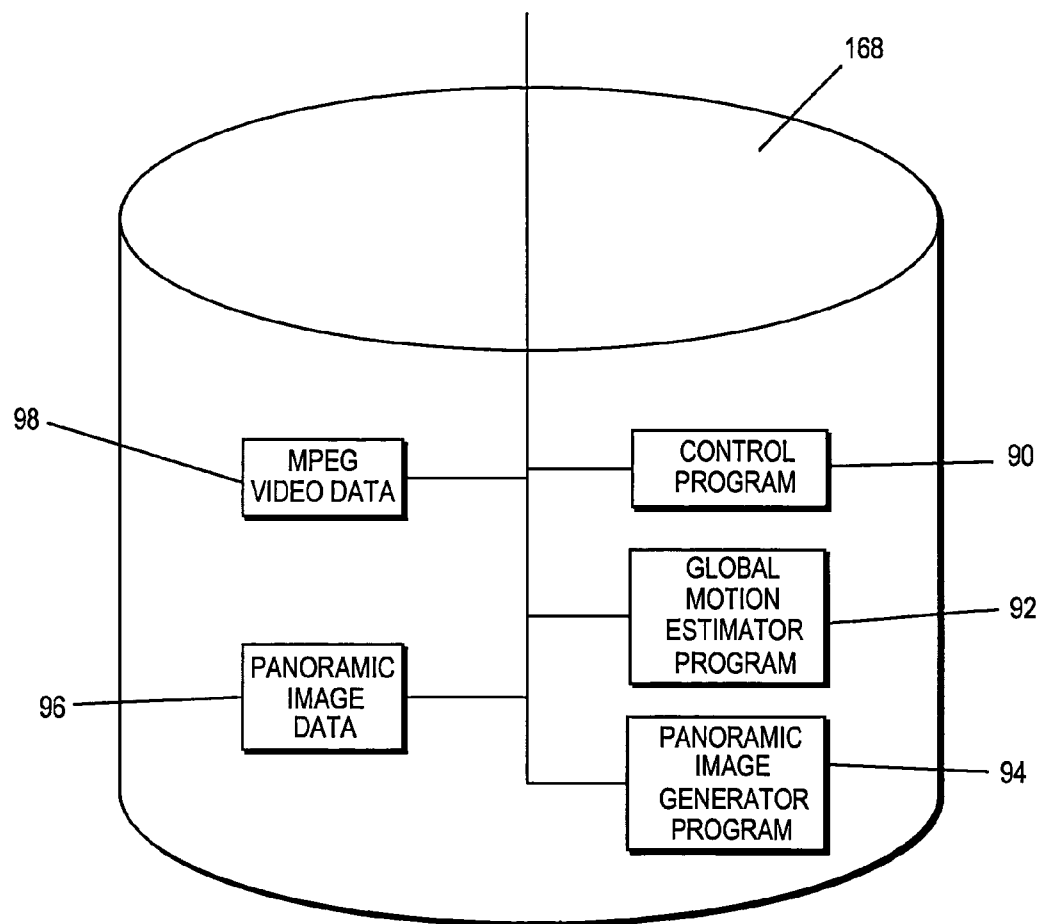 168
98
MPEG
VIDEO DATA
CONTROL
PROGRAM
90
GLOBAL
MOTION
ESTIMATOR
PROGRAM
92
96
PANORAMIC
IMAGE
DATA
PANORAMIC
IMAGE
GENERATOR
PROGRAM
94